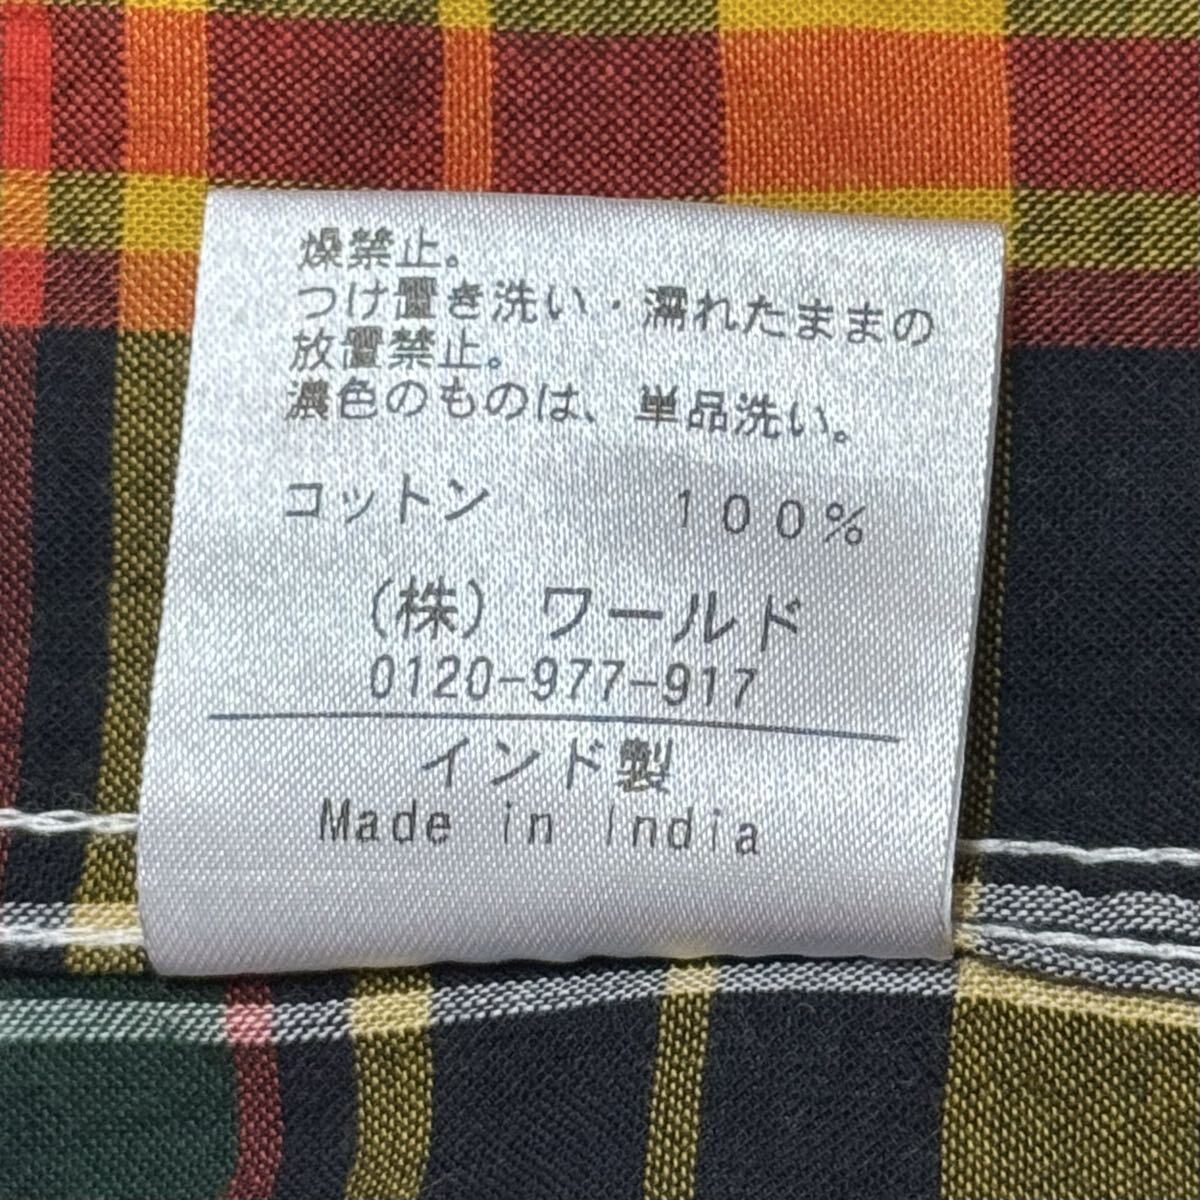 燥禁止。
つけ置き洗い・濡れたままの
放置禁止。
濃色のものは、単品洗い。
コットン 100%
(株) ワールド
0120-977-917
インド製
Made in India